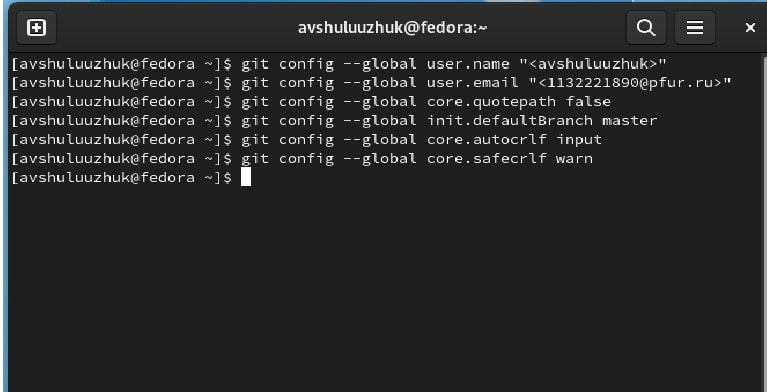 avshuluuzhuk@fedora:~
[avshuluuzhuk@fedora ~]$ git config --global user.name "<avshuluuzhuk>"
[avshuluuzhuk@fedora ~]$ git config --global user.email "<1132221890@pfur.ru>"
[avshuluuzhuk@fedora ~]$ git config --global core.quotepath false
[avshuluuzhuk@fedora ~]$ git config --global init.defaultBranch master
[avshuluuzhuk@fedora ~]$ git config --global core.autocrlf input
[avshuluuzhuk@fedora ~]$ git config --global core.safecrlf warn
[avshuluuzhuk@fedora ~]$